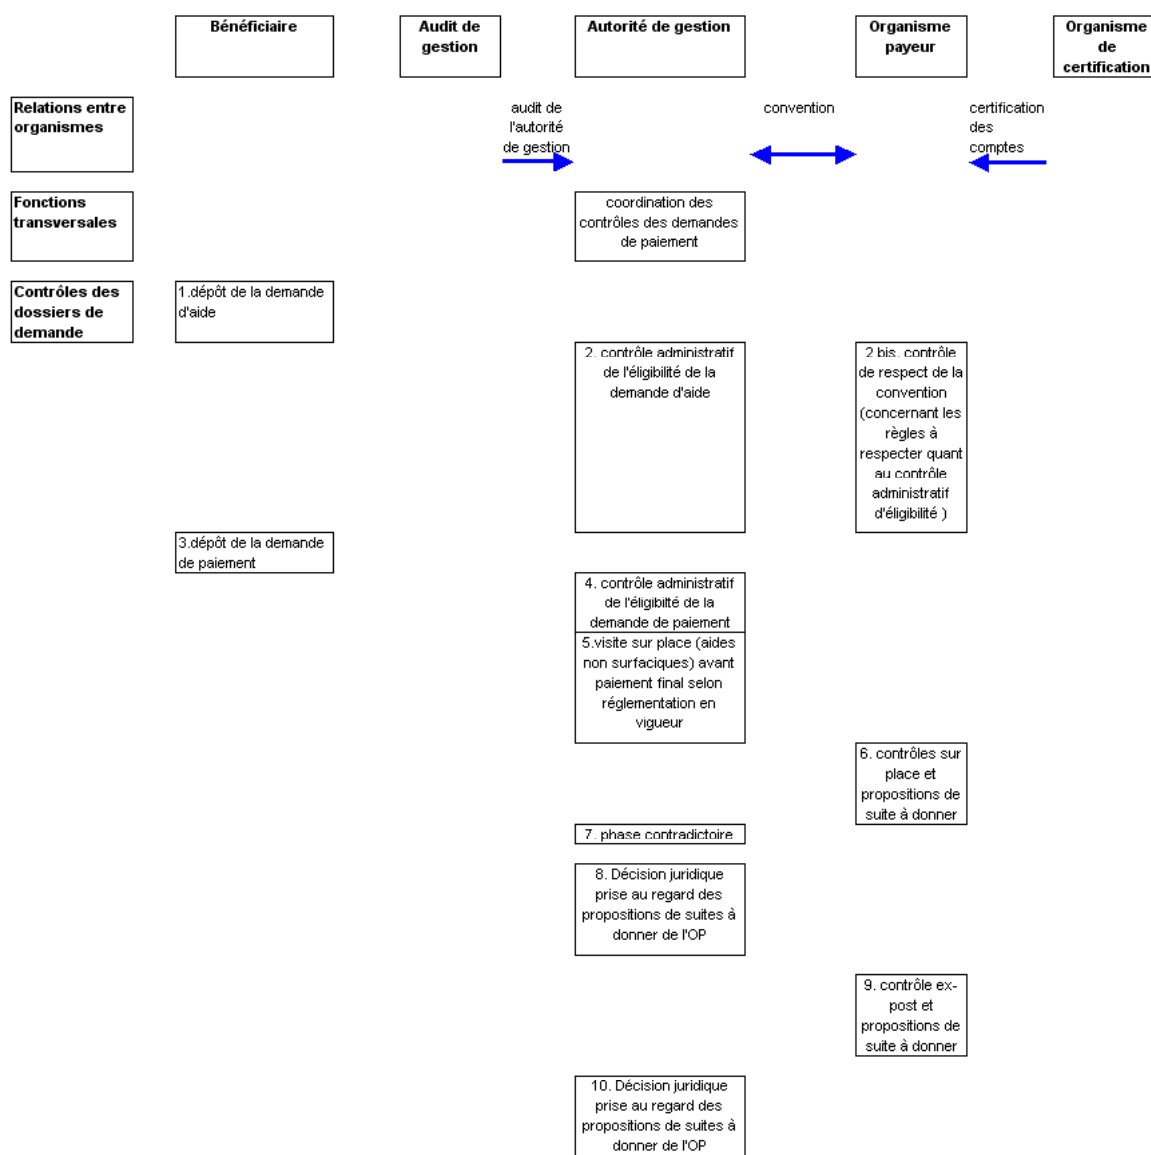 Bénéficiaire
Audit de
gestion
Autorité de gestion
Organisme
payeur
Organisme
de
certification
Relations entre
organismes
audit de
l'autorité
de gestion
convention
certification
des
comptes
Fonctions
transversales
coordination des
contrôles des demandes
de paiement
Contrôles des
dossiers de
demande
1.dépôt de la demande
d'aide
2. contrôle administratif
de l'éligibilité de la
demande d'aide
2 bis. contrôle
de respect de la
convention
(concernant les
règles à
respecter quant
au contrôle
administratif
d'éligibilité )
3.dépôt de la demande
de paiement
4. contrôle administratif
de l'éligibilté de la
demande de paiement
5.visite sur place (aides
non surfaciques) avant
paiement final selon
réglementation en
vigueur
6. contrôles sur
place et
propositions de
suite à donner
7. phase contradictoire
8. Décision juridique
prise au regard des
propositions de suites à
donner de l'OP
9. contrôle ex-
post et
propositions de
suite à donner
10. Décision juridique
prise au regard des
propositions de suites à
donner de l'OP